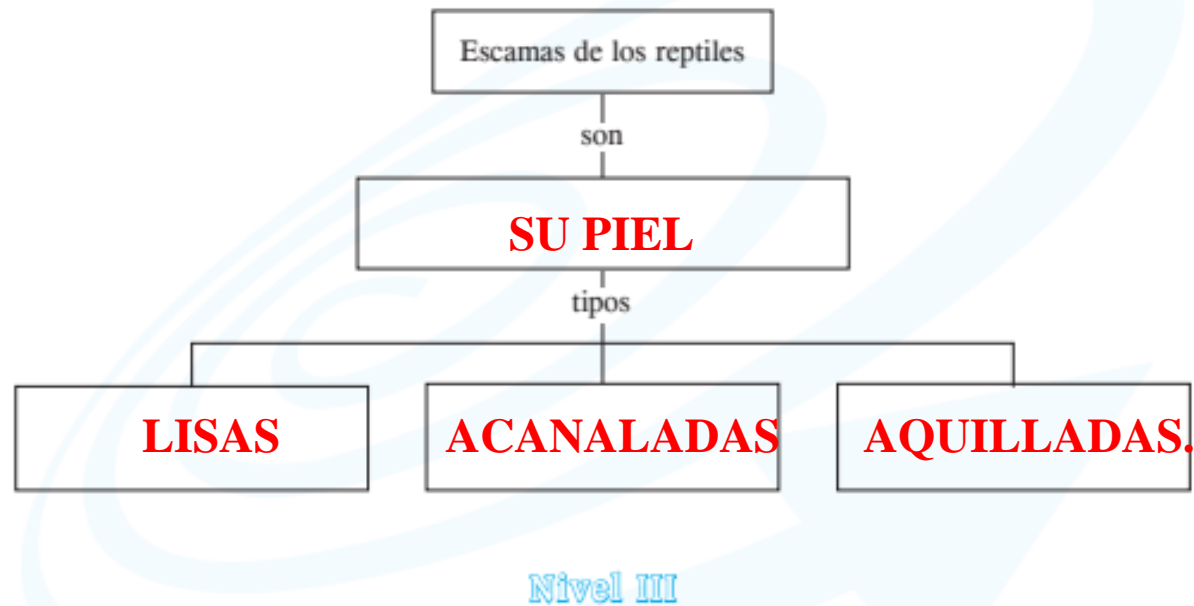 Escamas de los reptiles
son
SU PIEL
tipos
LISAS
ACANALADAS
AQUILLADAS.
Nivel III